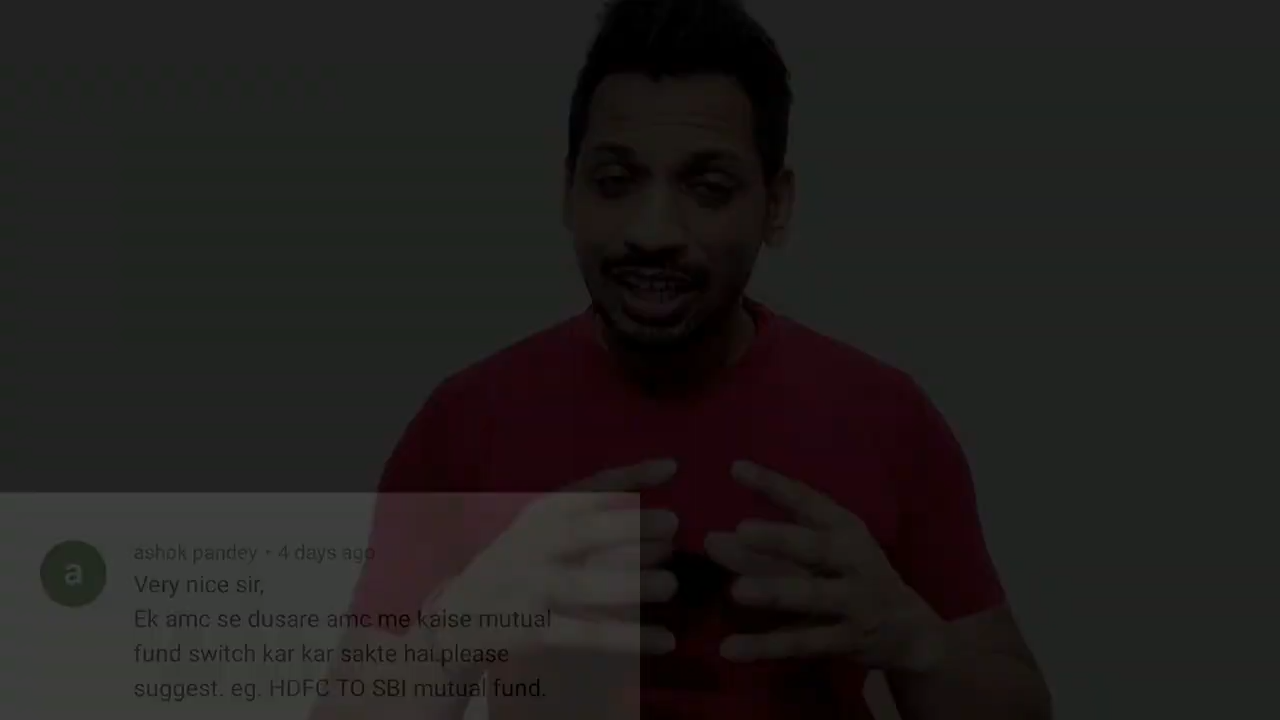 a
ashok pandey • 4 days ago
Very nice sir,
Ek amc se dusare amc me kaise mutual
fund switch kar kar sakte hai.please
suggest. eg. HDFC TO SBI mutual fund.